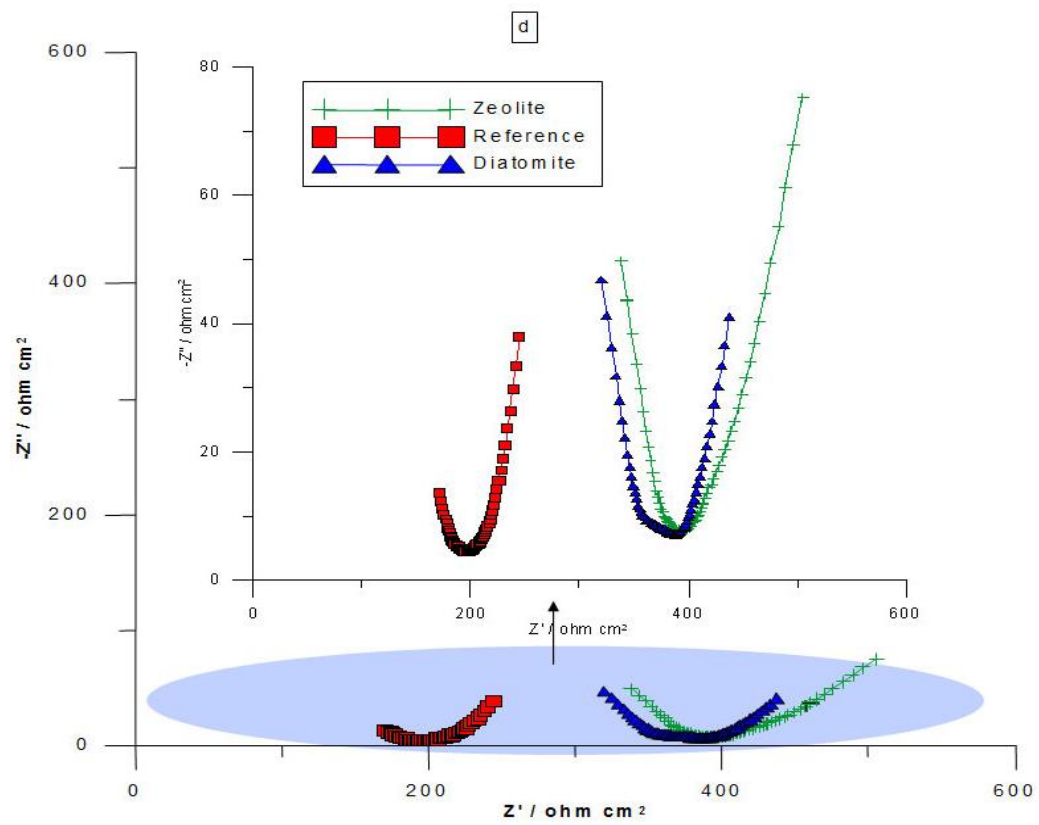 d
600
80
Zeolite
Reference
Diatomite
60
400
-Z" / ohm cm²
40
-Z" / ohm cm²
20
200
0
0 200 400 600
Z' / ohm cm²
0
0 200 400 600
Z' / ohm cm²